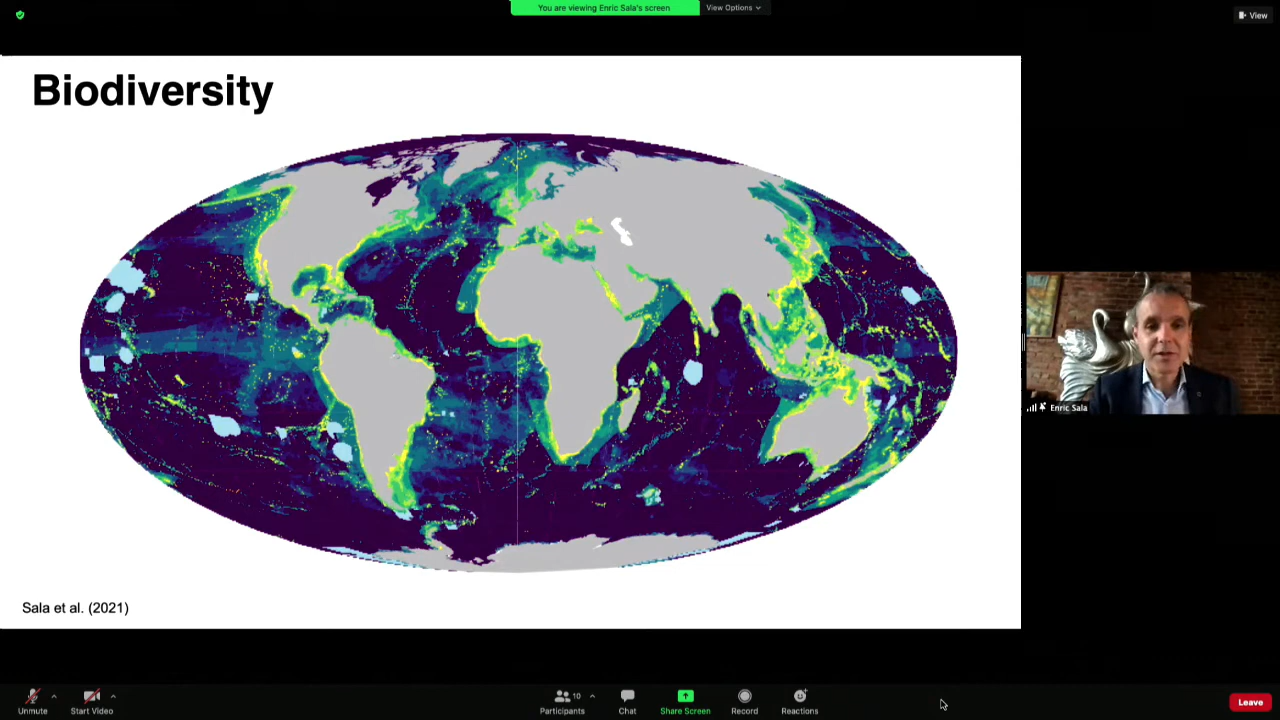 You are viewing Enric Sala's screen
View Options
View
Biodiversity
Sala et al. (2021)
Enric Sala
Unmute
Start Video
Participants
10
Chat
Share Screen
Record
Reactions
Leave